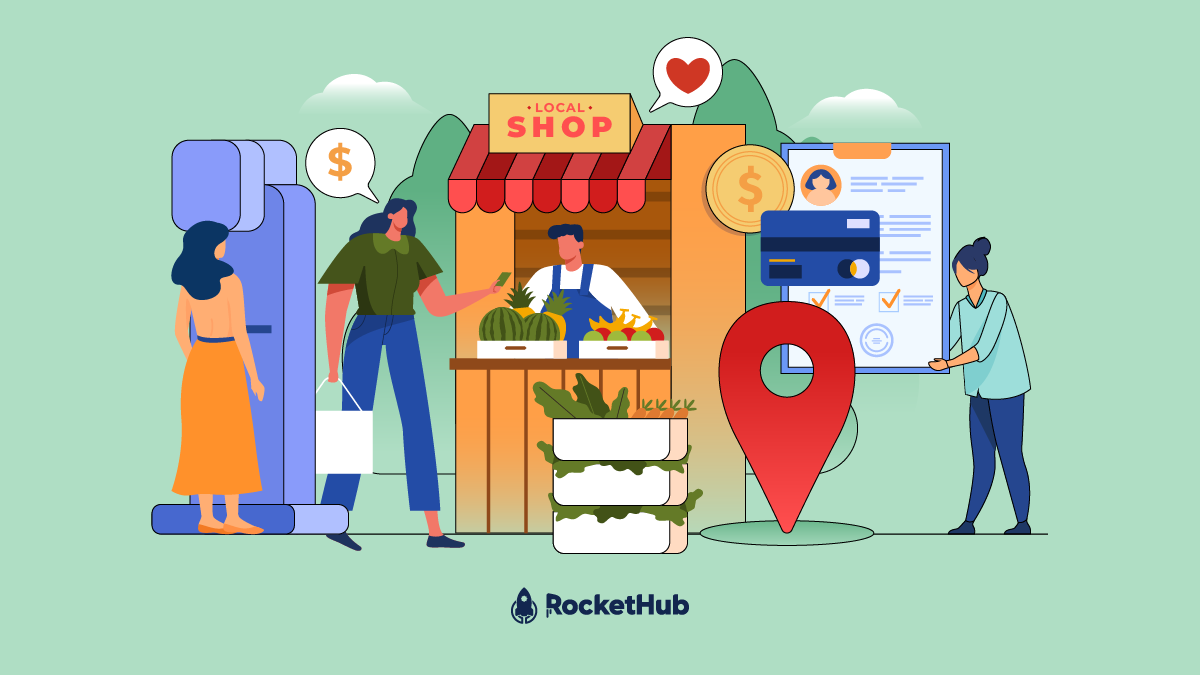 • LOCAL •
SHOP
$
$
RocketHub